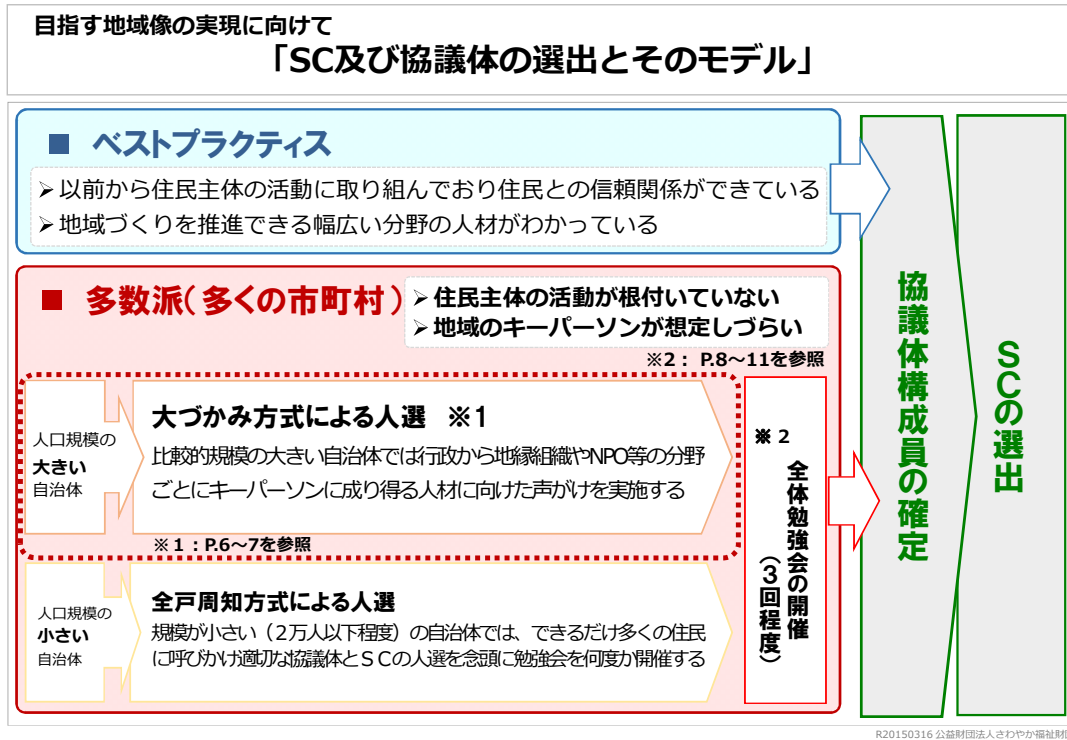 目指す地域像の実現に向けて
「SC及び協議体の選出とそのモデル」
■ ベストプラクティス
➢以前から住民主体の活動に取り組んでおり住民との信頼関係ができている
➢地域づくりを推進できる幅広い分野の人材がわかっている
■ 多数派(多くの市町村)
➢住民主体の活動が根付いていない
➢地域のキーパーソンが想定しづらい
※2： P.8～11を参照
人口規模の
大きい
自治体
大づかみ方式による人選 ※1
比較的規模の大きい自治体では行政から地縁組織やNPO等の分野
ごとにキーパーソンに成り得る人材に向けた声がけを実施する
※1：P.6～7を参照
人口規模の
小さい
自治体
全戸周知方式による人選
規模が小さい（2万人以下程度）の自治体では、できるだけ多くの住民
に呼びかけ適切な協議体とＳＣの人選を念頭に勉強会を何度か開催する
※2
全体勉強会の開催
（3回程度）
協議体構成員の確定
SCの選出
R20150316 公益財団法人さわやか福祉財